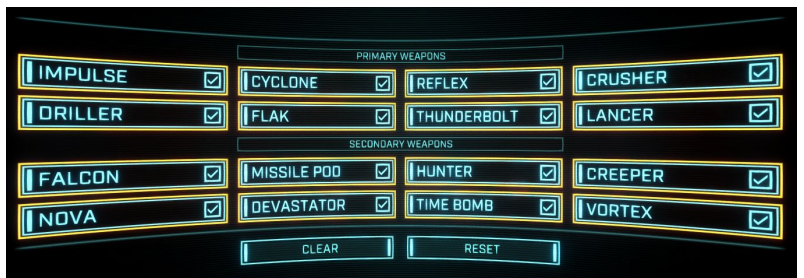 PRIMARY WEAPONS
IMPULSE CYCLONE REFLEX CRUSHER
DRILLER FLAK THUNDERBOLT LANCER
SECONDARY WEAPONS
FALCON MISSILE POD HUNTER CREEPER
NOVA DEVASTATOR TIME BOMB VORTEX
CLEAR RESET